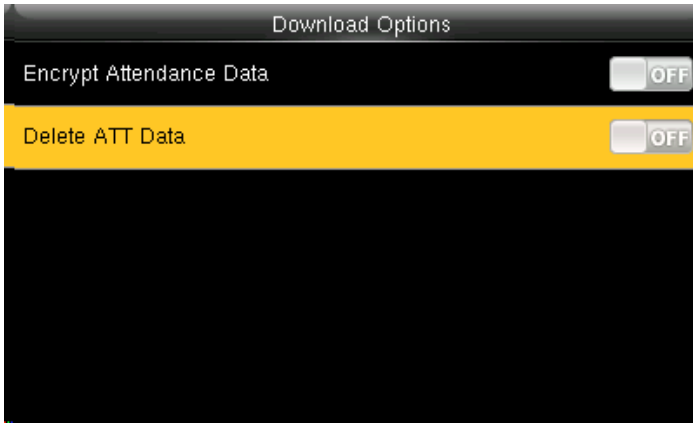 Download Options
Encrypt Attendance Data
OFF
Delete ATT Data
OFF